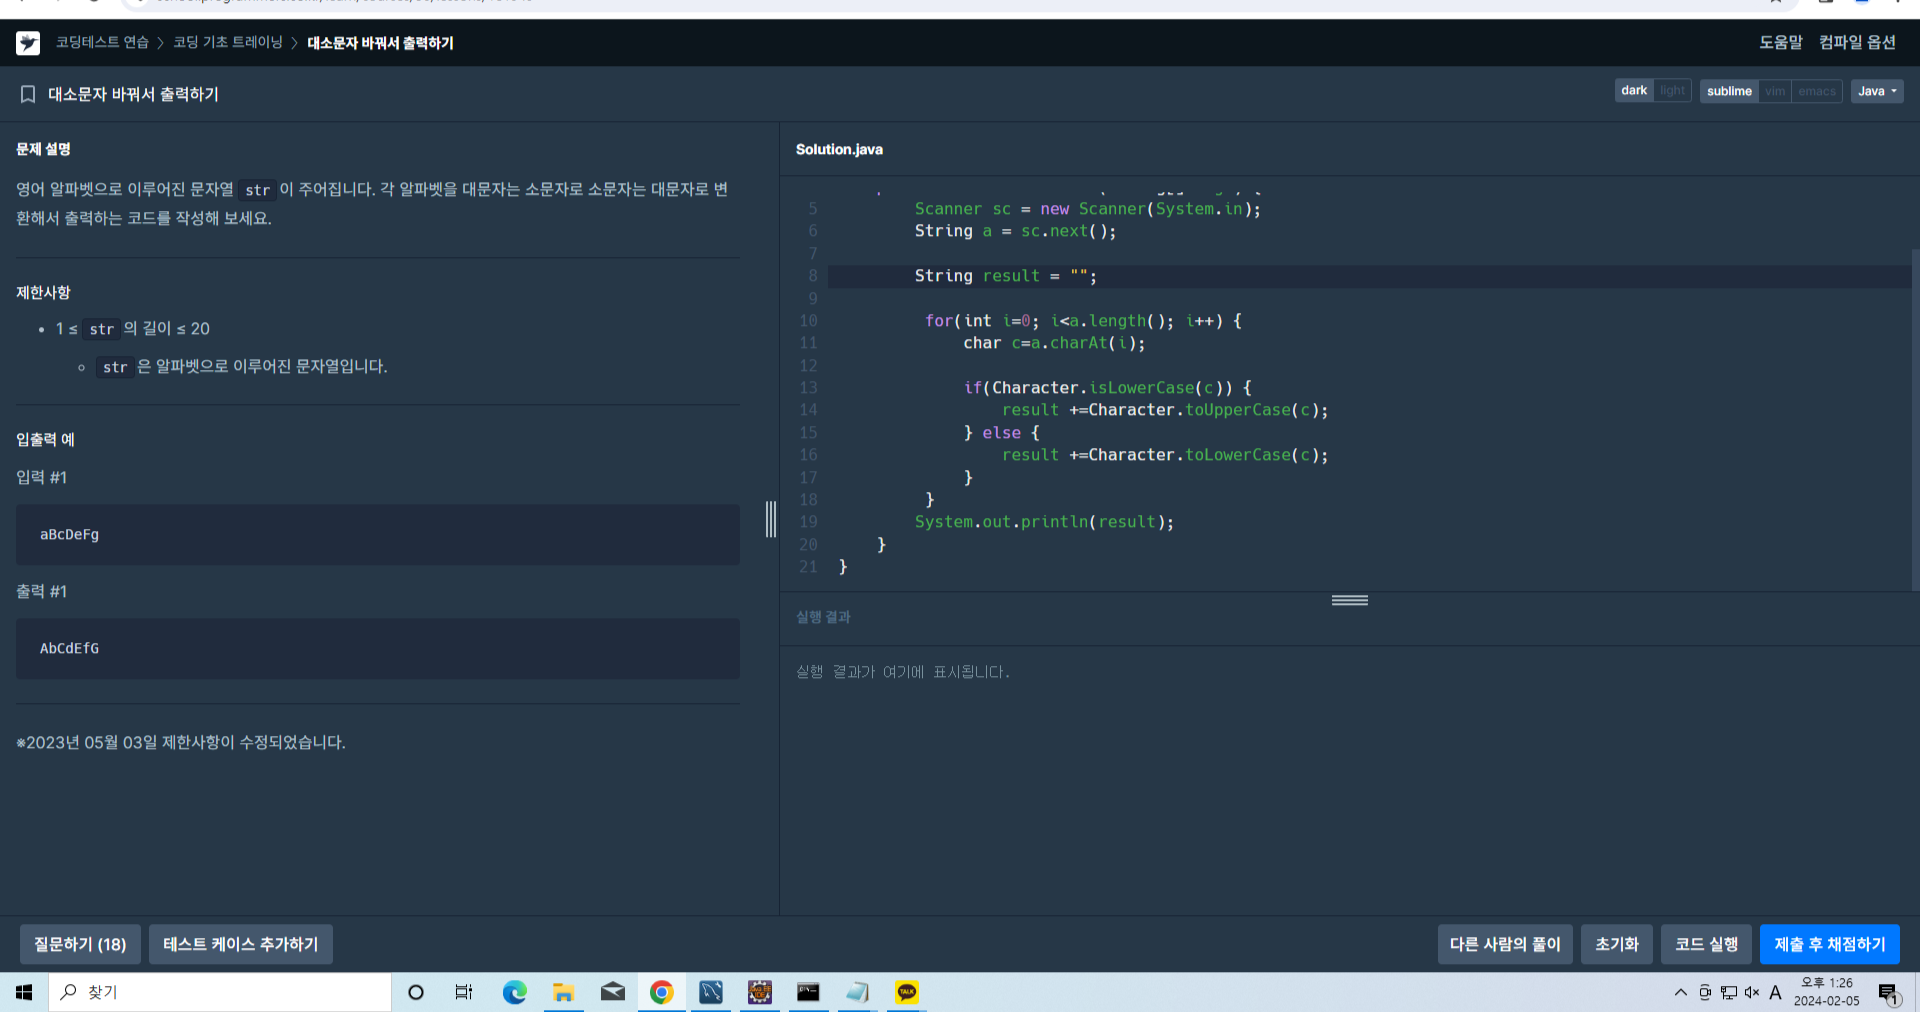 코딩테스트 연습 〉 코딩 기초 트레이닝 〉 대소문자 바꿔서 출력하기
도움말 컴파일 옵션
대소문자 바꿔서 출력하기
dark light sublime vim emacs Java
문제 설명
영어 알파벳으로 이루어진 문자열 str 이 주어집니다. 각 알파벳을 대문자는 소문자로 소문자는 대문자로 변
환해서 출력하는 코드를 작성해 보세요.
제한사항
• 1 ≤ str 의 길이 ≤ 20
◦ str 은 알파벳으로 이루어진 문자열입니다.
입출력 예
입력 #1
aBcDeFg
출력 #1
AbCdEfG
※2023년 05월 03일 제한사항이 수정되었습니다.
Solution.java
5 Scanner sc = new Scanner(System.in);
6 String a = sc.next();
7
8 String result = "";
9
10 for(int i=0; i<a.length(); i++) {
11 char c=a.charAt(i);
12
13 if(Character.isLowerCase(c)) {
14 result +=Character.toUpperCase(c);
15 } else {
16 result +=Character.toLowerCase(c);
17 }
18 }
19 System.out.println(result);
20 }
21 }
실행 결과
실행 결과가 여기에 표시됩니다.
질문하기 (18) 테스트 케이스 추가하기
다른 사람의 풀이 초기화 코드 실행 제출 후 채점하기
찾기
TALK
A
오후 1:26
2024-02-05
1